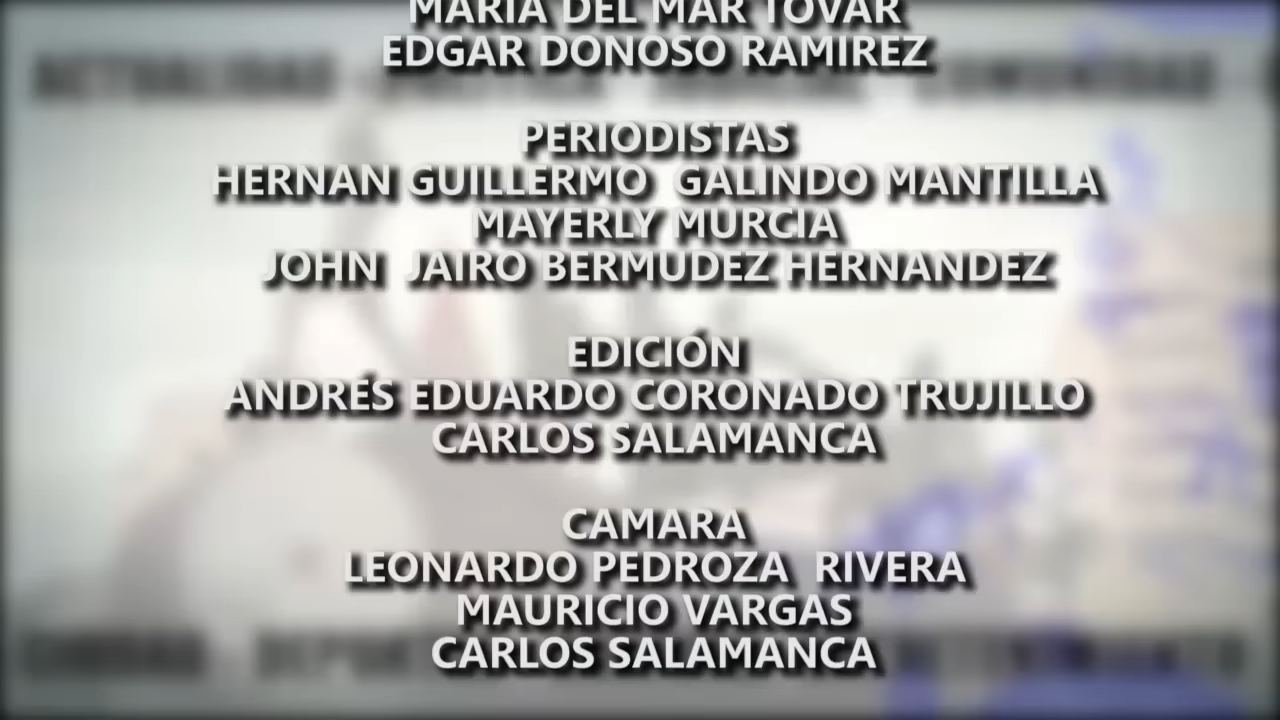 MARIA DEL MAR TOVAR
EDGAR DONOSO RAMIREZ
PERIODISTAS
HERNAN GUILLERMO GALINDO MANTILLA
MAYERLY MURCIA
JOHN JAIRO BERMUDEZ HERNANDEZ
EDICIÓN
ANDRÉS EDUARDO CORONADO TRUJILLO
CARLOS SALAMANCA
CAMARA
LEONARDO PEDROZA RIVERA
MAURICIO VARGAS
CARLOS SALAMANCA